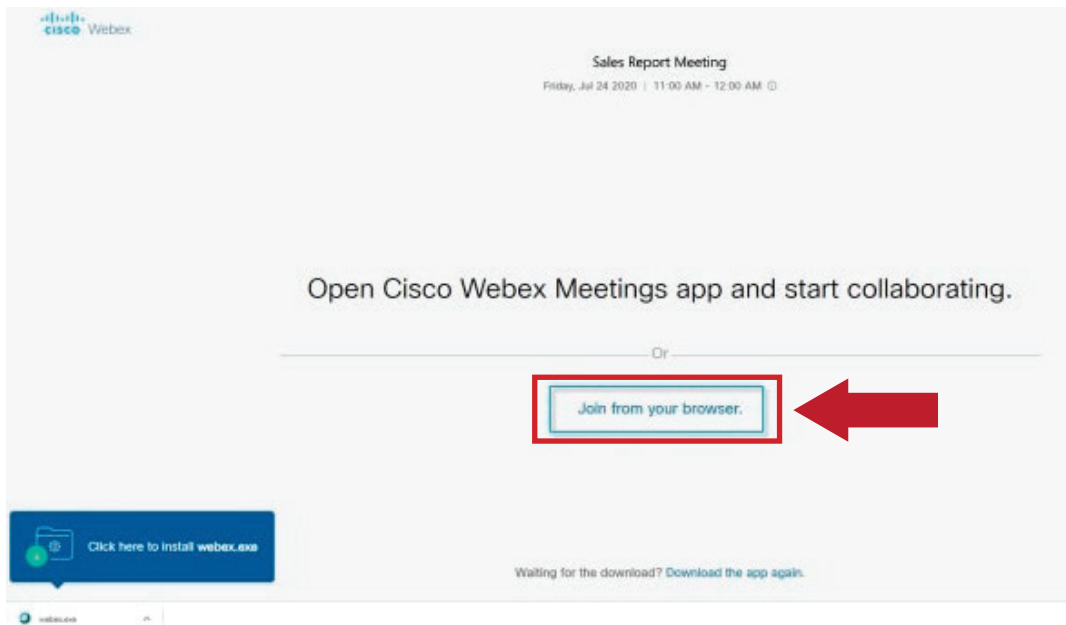 cisco Webex
Sales Report Meeting
Friday, Jul 24 2020 | 11:00 AM - 12:00 AM
Open Cisco Webex Meetings app and start collaborating.
Or
Join from your browser.
Click here to install webex.exe
Waiting for the download? Download the app again.
webex.exe